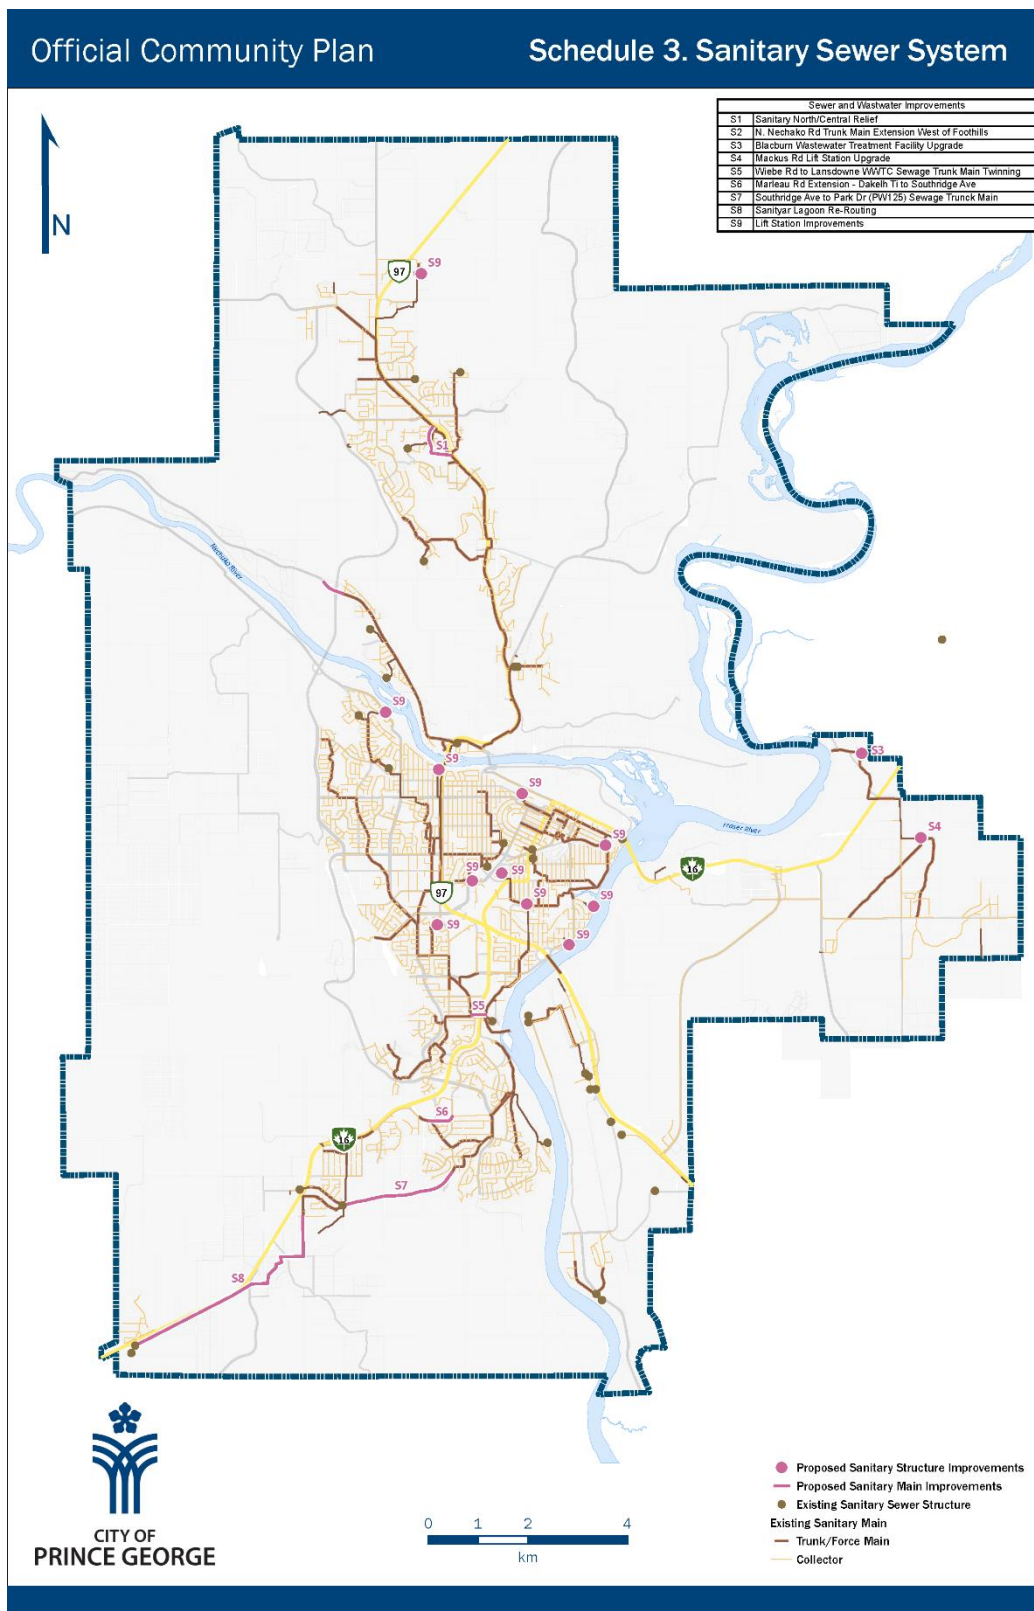 Official Community Plan
Schedule 3. Sanitary Sewer System
Sewer and Wastwater Improvements
S1 Sanitary North/Central Relief
S2 N. Nechako Rd Trunk Main Extension West of Foothills
S3 Blacburn Wastewater Treatment Facility Upgrade
S4 Mackus Rd Lift Station Upgrade
S5 Wiebe Rd to Lansdowne WWTC Sewage Trunk Main Twinning
S6 Marleau Rd Extension - Dakelh Ti to Southridge Ave
S7 Southridge Ave to Park Dr (PW125) Sewage Trunck Main
S8 Sanityar Lagoon Re-Routing
S9 Lift Station Improvements
N
S9
97
S1
Nechako River
S9
S9
S3
S9
Fraser River
S4
S9
16
S9
S9
97
S9
S9
S9
S9
S5
S6
16
S7
S8
CITY OF
PRINCE GEORGE
0 1 2 4
km
Proposed Sanitary Structure Improvements
Proposed Sanitary Main Improvements
Existing Sanitary Sewer Structure
Existing Sanitary Main
Trunk/Force Main
Collector